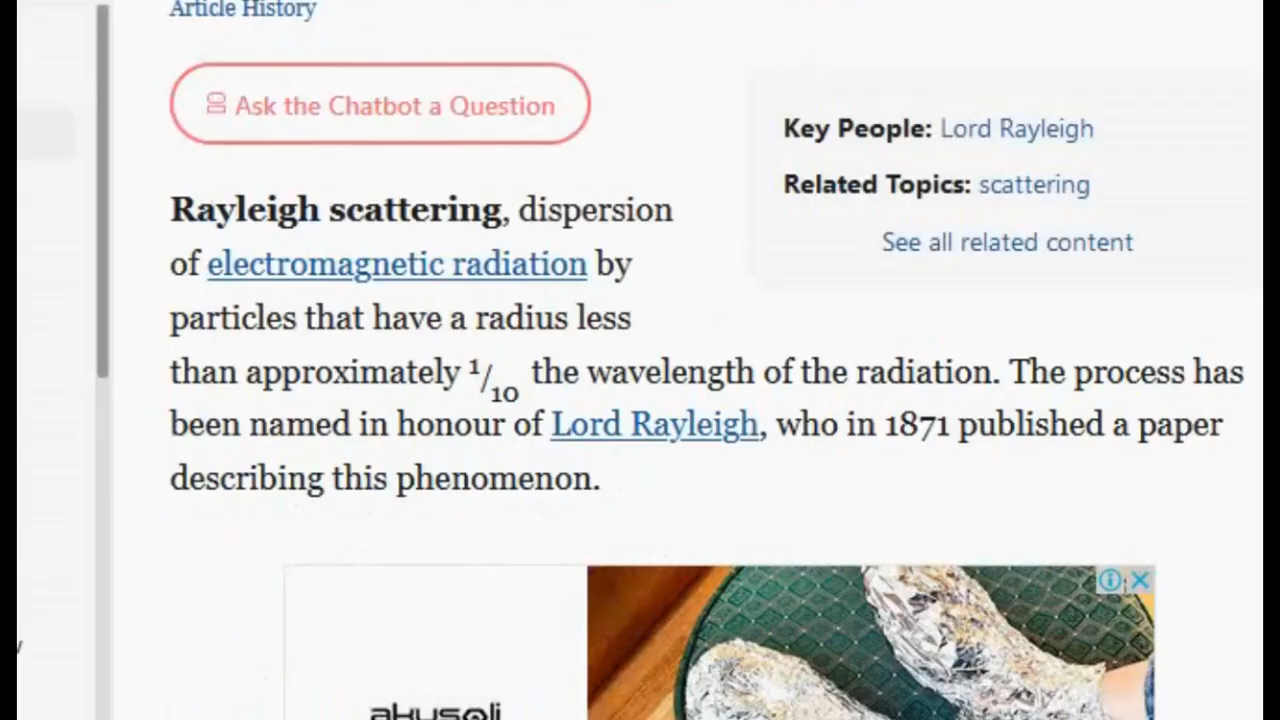 Article History
Ask the Chatbot a Question
Key People: Lord Rayleigh
Related Topics: scattering
See all related content
Rayleigh scattering, dispersion
of electromagnetic radiation by
particles that have a radius less
than approximately 1/10 the wavelength of the radiation. The process has
been named in honour of Lord Rayleigh, who in 1871 published a paper
describing this phenomenon.
akusoli